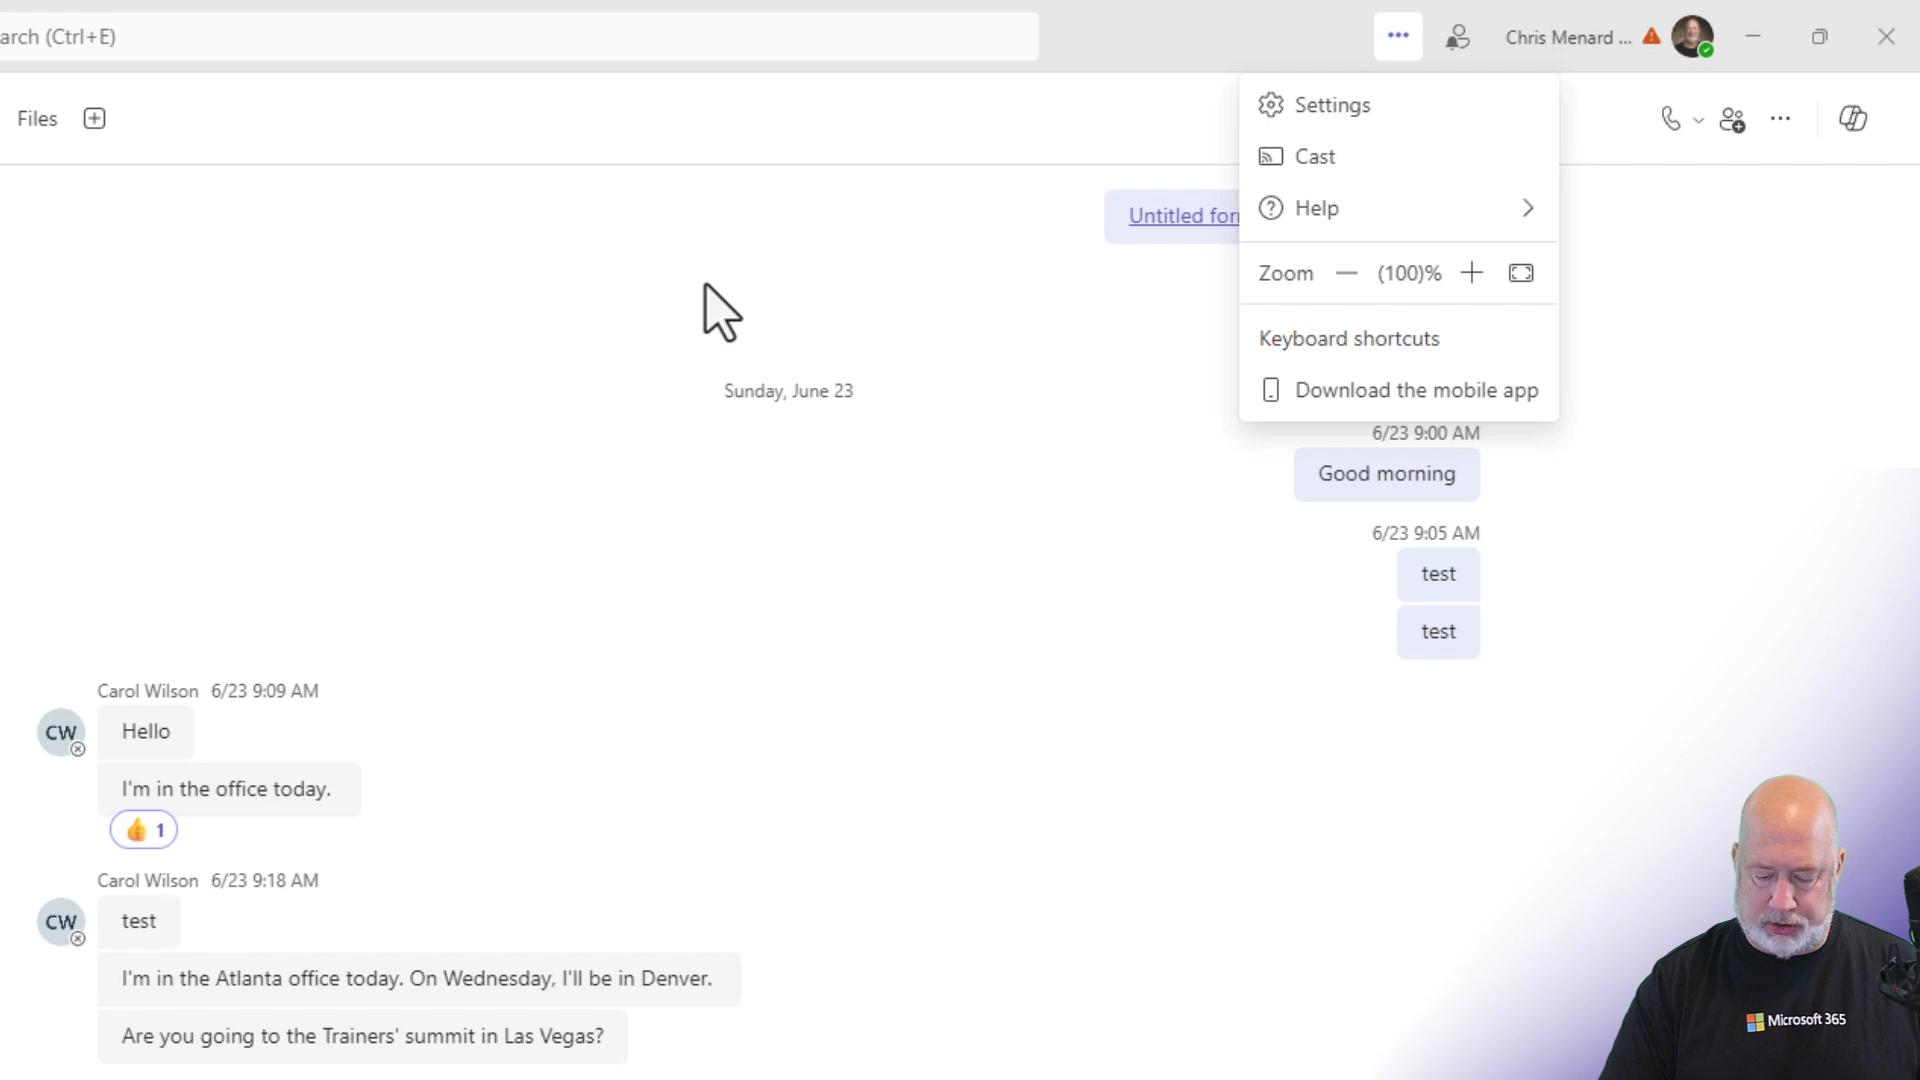 arch (Ctrl+E)
Chris Menard ...
Files
Settings
Cast
Help
Zoom
(100)%
Keyboard shortcuts
Download the mobile app
Untitled for
Sunday, June 23
6/23 9:00 AM
Good morning
6/23 9:05 AM
test
test
Carol Wilson 6/23 9:09 AM
CW
Hello
I'm in the office today.
👍 1
Carol Wilson 6/23 9:18 AM
CW
test
I'm in the Atlanta office today. On Wednesday, I'll be in Denver.
Are you going to the Trainers' summit in Las Vegas?
Microsoft 365